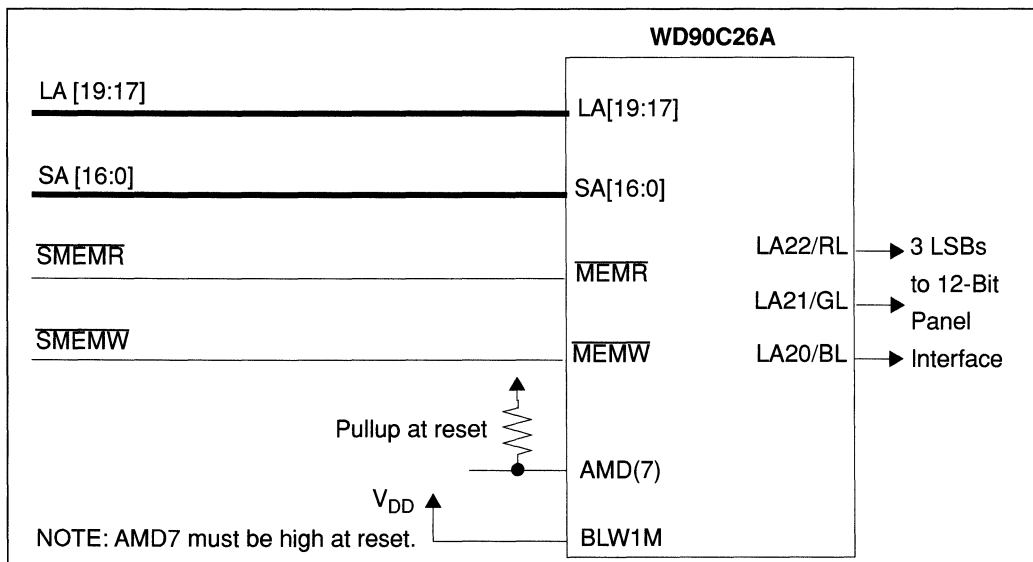 WD90C26A
LA [19:17]
LA[19:17]
SA [16:0]
SA[16:0]
SMEMR
MEMR
SMEMW
MEMW
LA22/RL
LA21/GL
LA20/BL
3 LSBs
to 12-Bit
Panel
Interface
Pullup at reset
AMD(7)
VDD
BLW1M
NOTE: AMD7 must be high at reset.